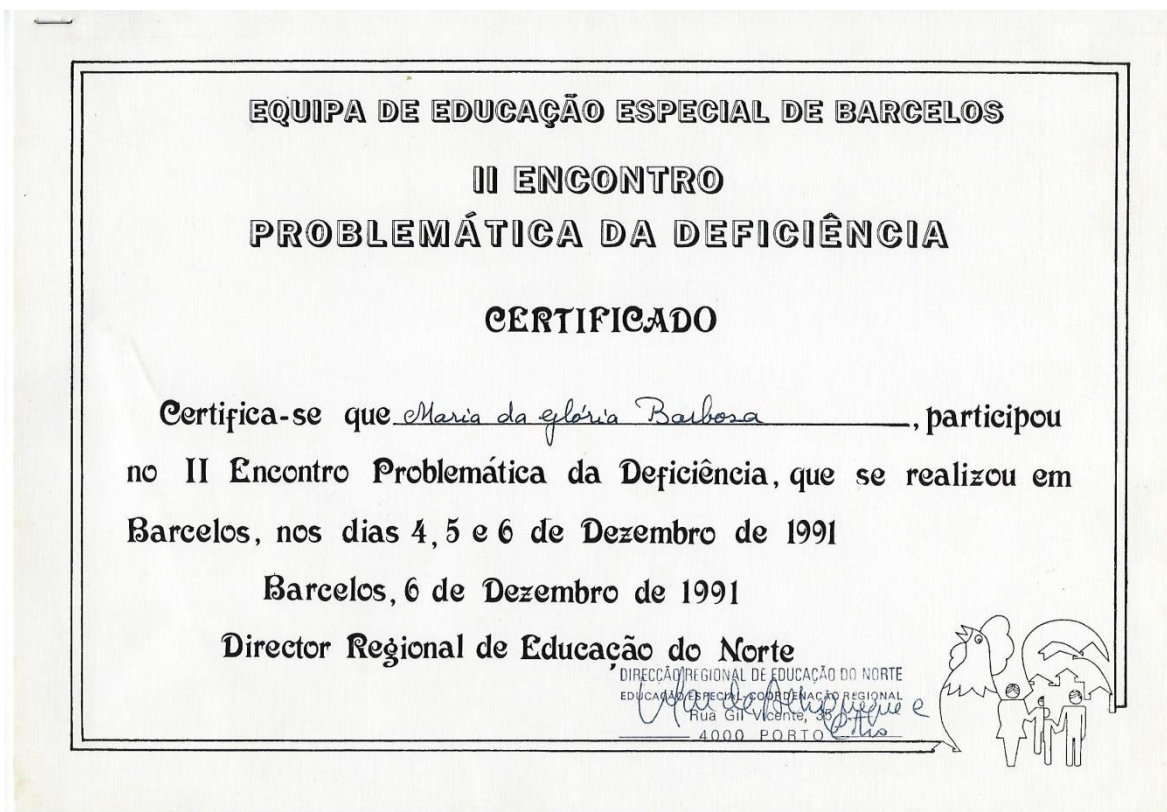 EQUIPA DE EDUCAÇÃO ESPECIAL DE BARCELOS
II ENCONTRO
PROBLEMÁTICA DA DEFICIÊNCIA
CERTIFICADO
Certifica-se que Maria da Glória Barbosa, participou
no II Encontro Problemática da Deficiência, que se realizou em
Barcelos, nos dias 4, 5 e 6 de Dezembro de 1991
Barcelos, 6 de Dezembro de 1991
Director Regional de Educação do Norte
DIRECÇÃO REGIONAL DE EDUCAÇÃO DO NORTE
EDUCAÇÃO ESPECIAL-COORDENAÇÃO REGIONAL
Rua Gil Vicente, 35
4000 PORTO